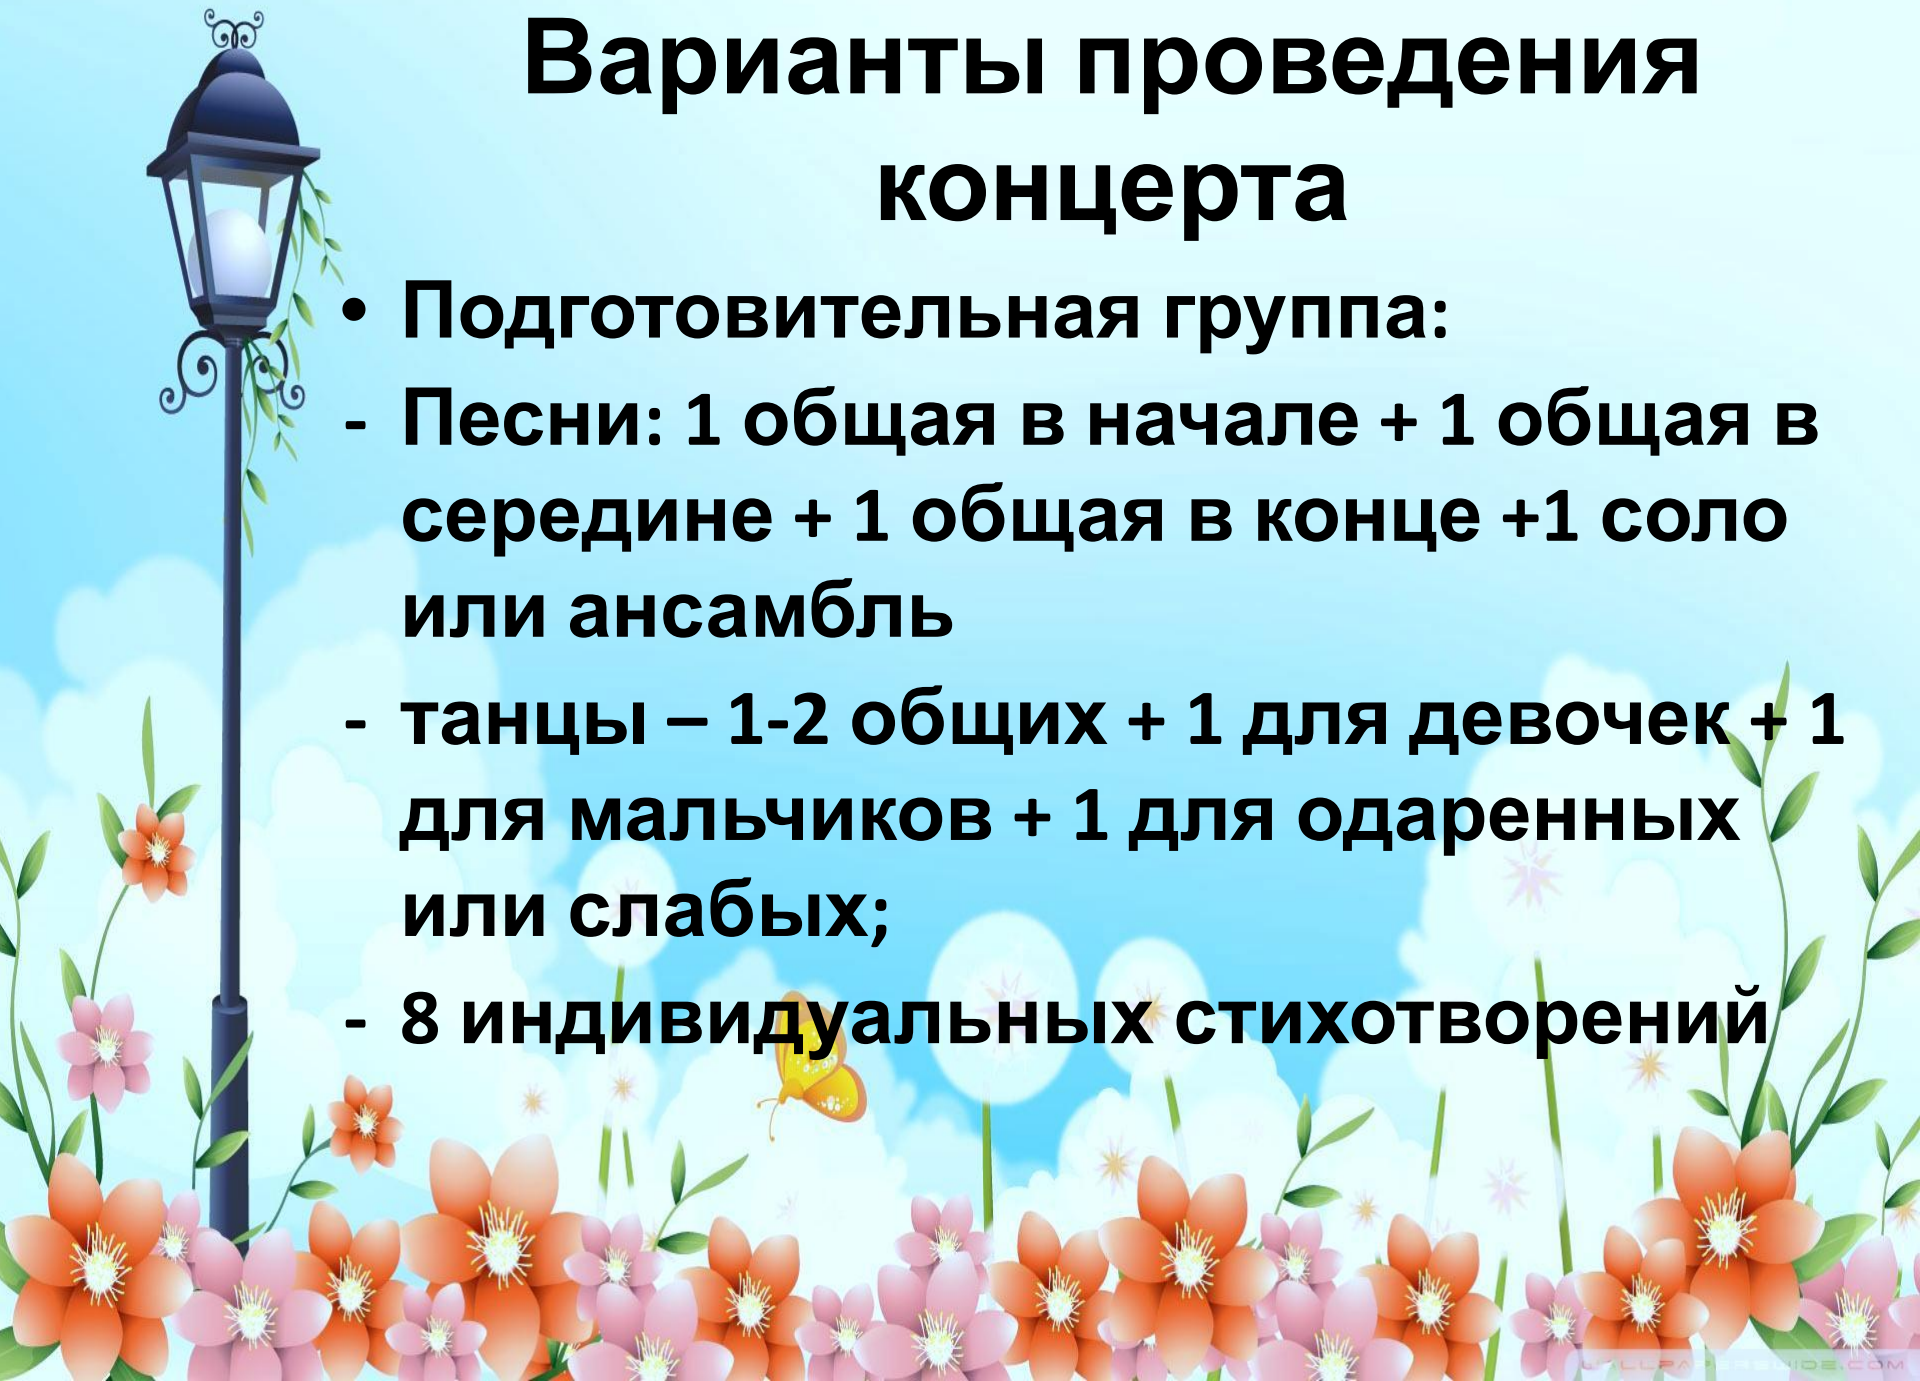 Варианты проведения
концерта
• Подготовительная группа:
- Песни: 1 общая в начале + 1 общая в
середине + 1 общая в конце +1 соло
или ансамбль
- танцы – 1-2 общих + 1 для девочек + 1
для мальчиков + 1 для одаренных
или слабых;
- 8 индивидуальных стихотворений